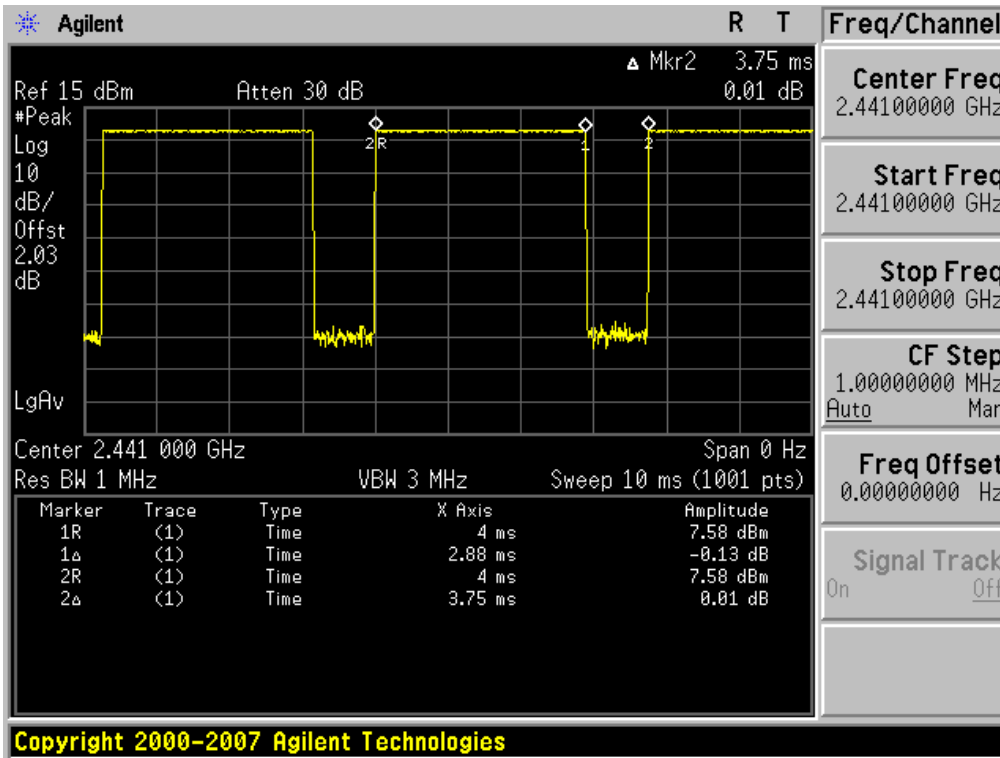 Agilent R T
Freq/Channel
Δ Mkr2 3.75 ms
Ref 15 dBm Atten 30 dB 0.01 dB
#Peak
Log
10
dB/
Offst
2.03
dB
LgAv
2R 1 2
Center 2.441 000 GHz Span 0 Hz
Res BW 1 MHz VBW 3 MHz Sweep 10 ms (1001 pts)
Marker Trace Type X Axis Amplitude
1R (1) Time 4 ms 7.58 dBm
1Δ (1) Time 2.88 ms -0.13 dB
2R (1) Time 4 ms 7.58 dBm
2Δ (1) Time 3.75 ms 0.01 dB
Center Freq
2.44100000 GHz
Start Freq
2.44100000 GHz
Stop Freq
2.44100000 GHz
CF Step
1.00000000 MHz
Auto Man
Freq Offset
0.00000000 Hz
Signal Track
On Off
Copyright 2000-2007 Agilent Technologies